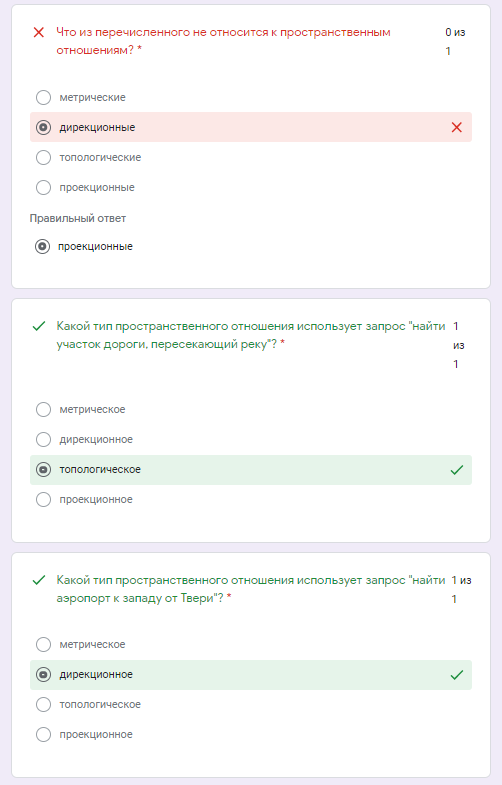 Что из перечисленного не относится к пространственным 0 из
отношениям? * 1
метрические
дирекционные
топологические
проекционные
Правильный ответ
проекционные
Какой тип пространственного отношения использует запрос "найти 1
участок дороги, пересекающий реку"? * из
1
метрическое
дирекционное
топологическое
проекционное
Какой тип пространственного отношения использует запрос "найти 1 из
аэропорт к западу от Твери"? * 1
метрическое
дирекционное
топологическое
проекционное